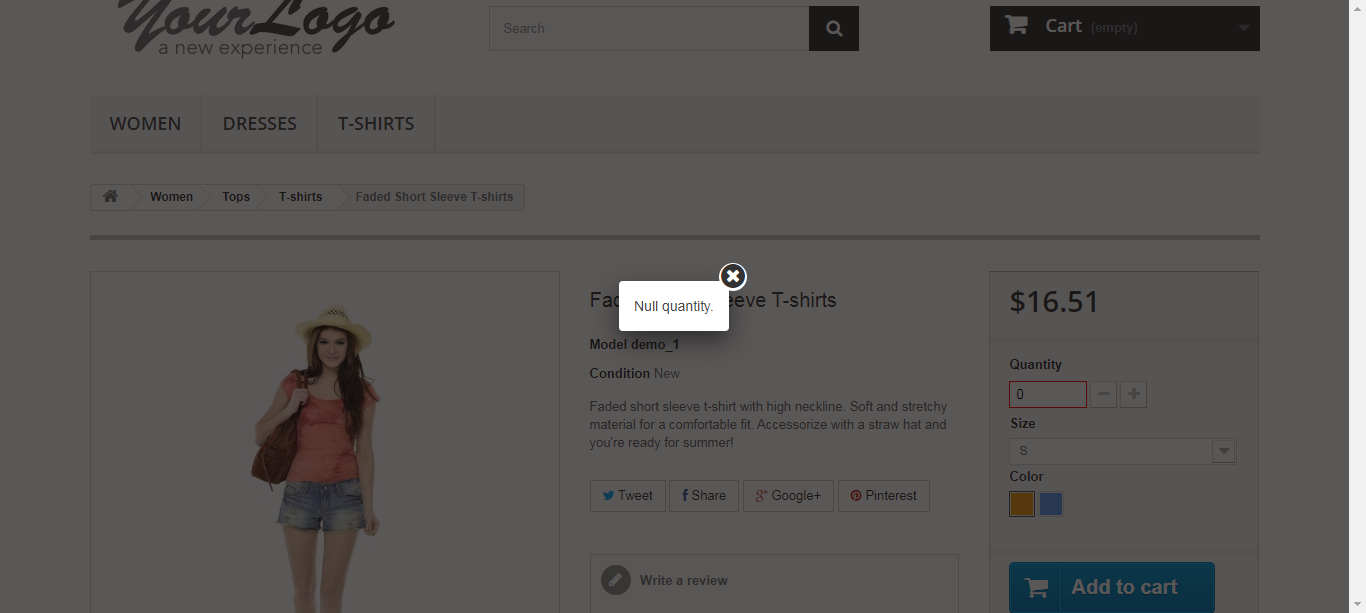 YourLogo
a new experience
Search
Cart (empty)
WOMEN
DRESSES
T-SHIRTS
Women
Tops
T-shirts
Faded Short Sleeve T-shirts
Null quantity.
eeve T-shirts
Model demo_1
Condition New
Faded short sleeve t-shirt with high neckline. Soft and stretchy
material for a comfortable fit. Accessorize with a straw hat and
you're ready for summer!
Tweet
Share
Google+
Pinterest
Write a review
$16.51
Quantity
0
Size
S
Color
Add to cart